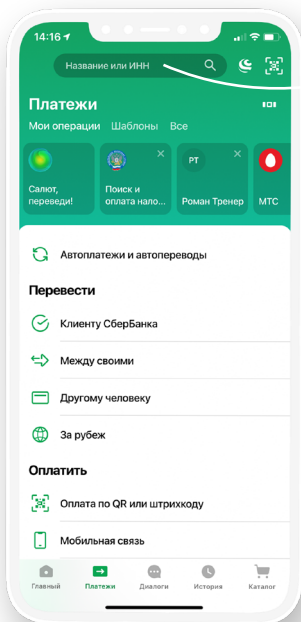 14:16
Название или ИНН
Платежи
Мои операции Шаблоны Все
Салют, переведи!
Поиск и оплата нало...
РТ
Роман Тренер
МТС
Автоплатежи и автопереводы
Перевести
Клиенту СберБанка
Между своими
Другому человеку
За рубеж
Оплатить
Оплата по QR или штрихкоду
Мобильная связь
Главный Платежи Диалоги История Каталог